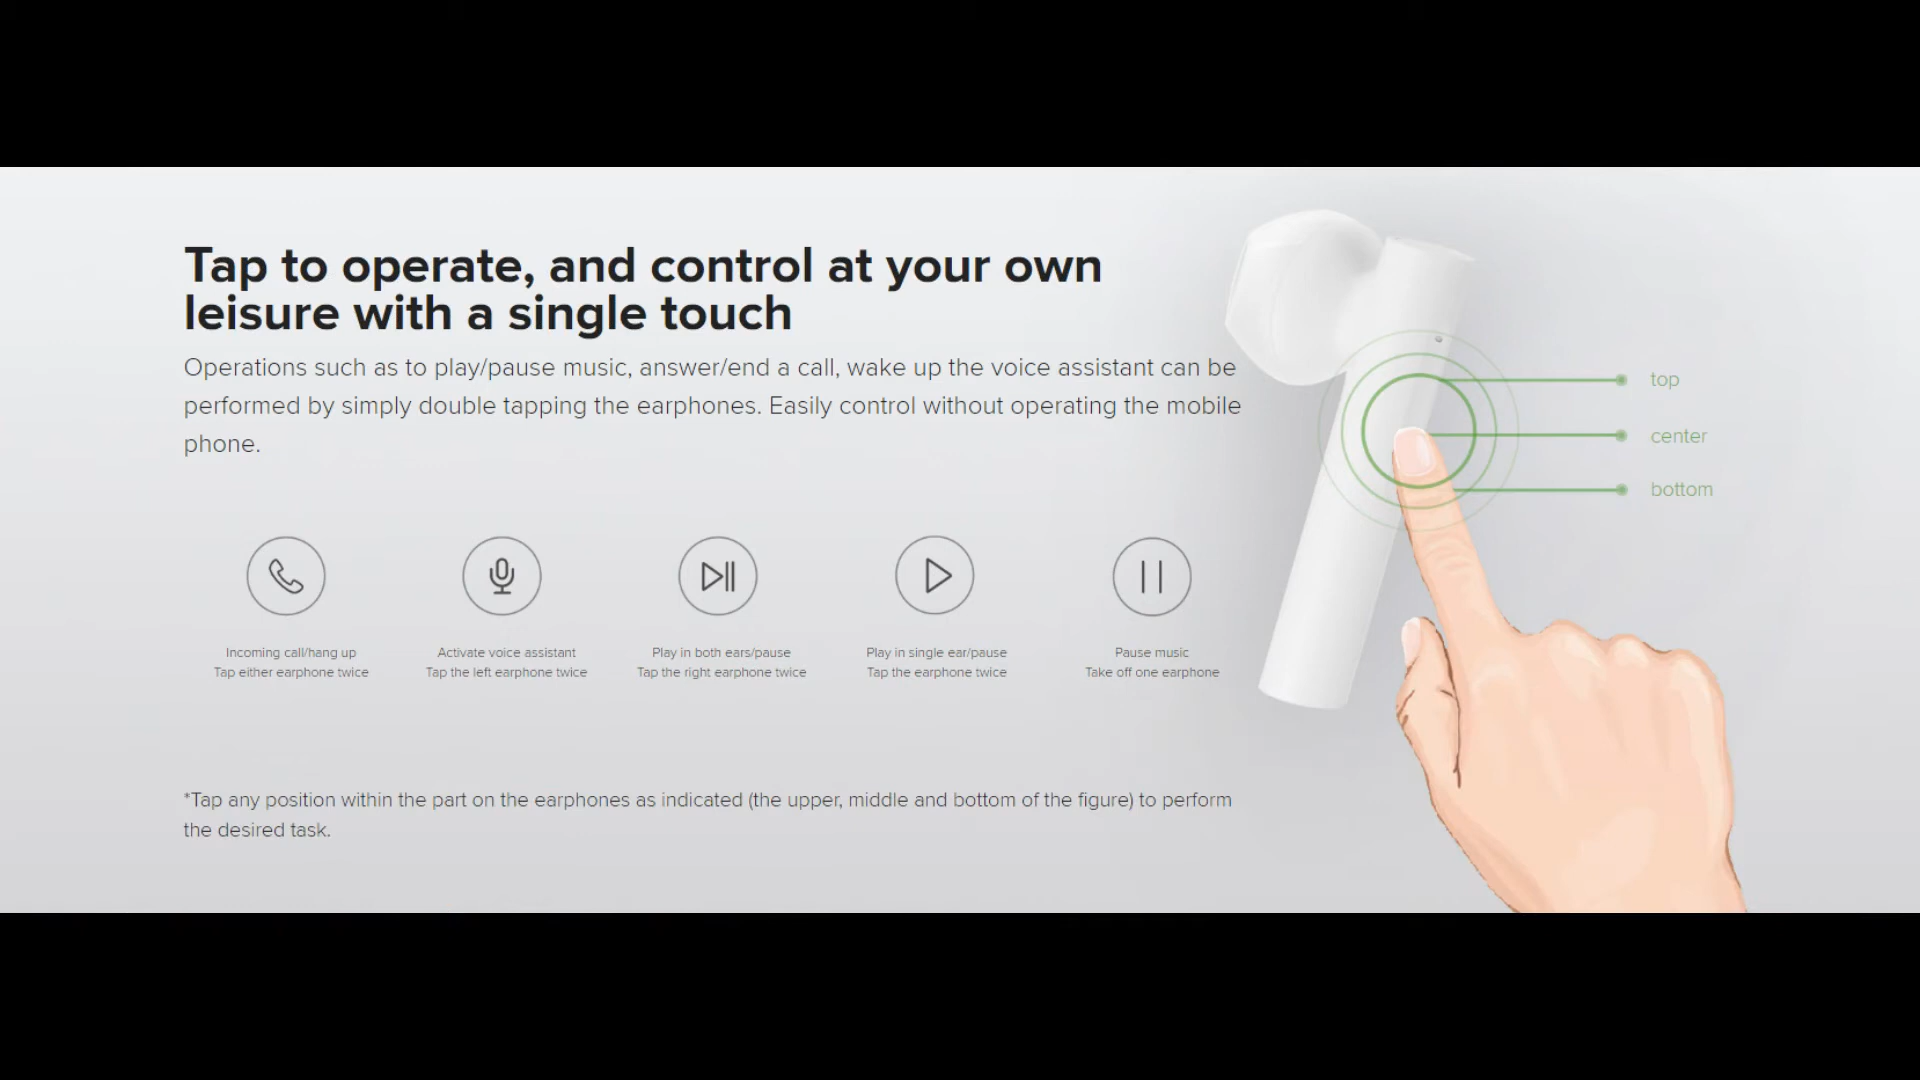 Tap to operate, and control at your own
leisure with a single touch
Operations such as to play/pause music, answer/end a call, wake up the voice assistant can be
performed by simply double tapping the earphones. Easily control without operating the mobile
phone.
top
center
bottom
Incoming call/hang up
Tap either earphone twice
Activate voice assistant
Tap the left earphone twice
Play in both ears/pause
Tap the right earphone twice
Play in single ear/pause
Tap the earphone twice
Pause music
Take off one earphone
*Tap any position within the part on the earphones as indicated (the upper, middle and bottom of the figure) to perform
the desired task.